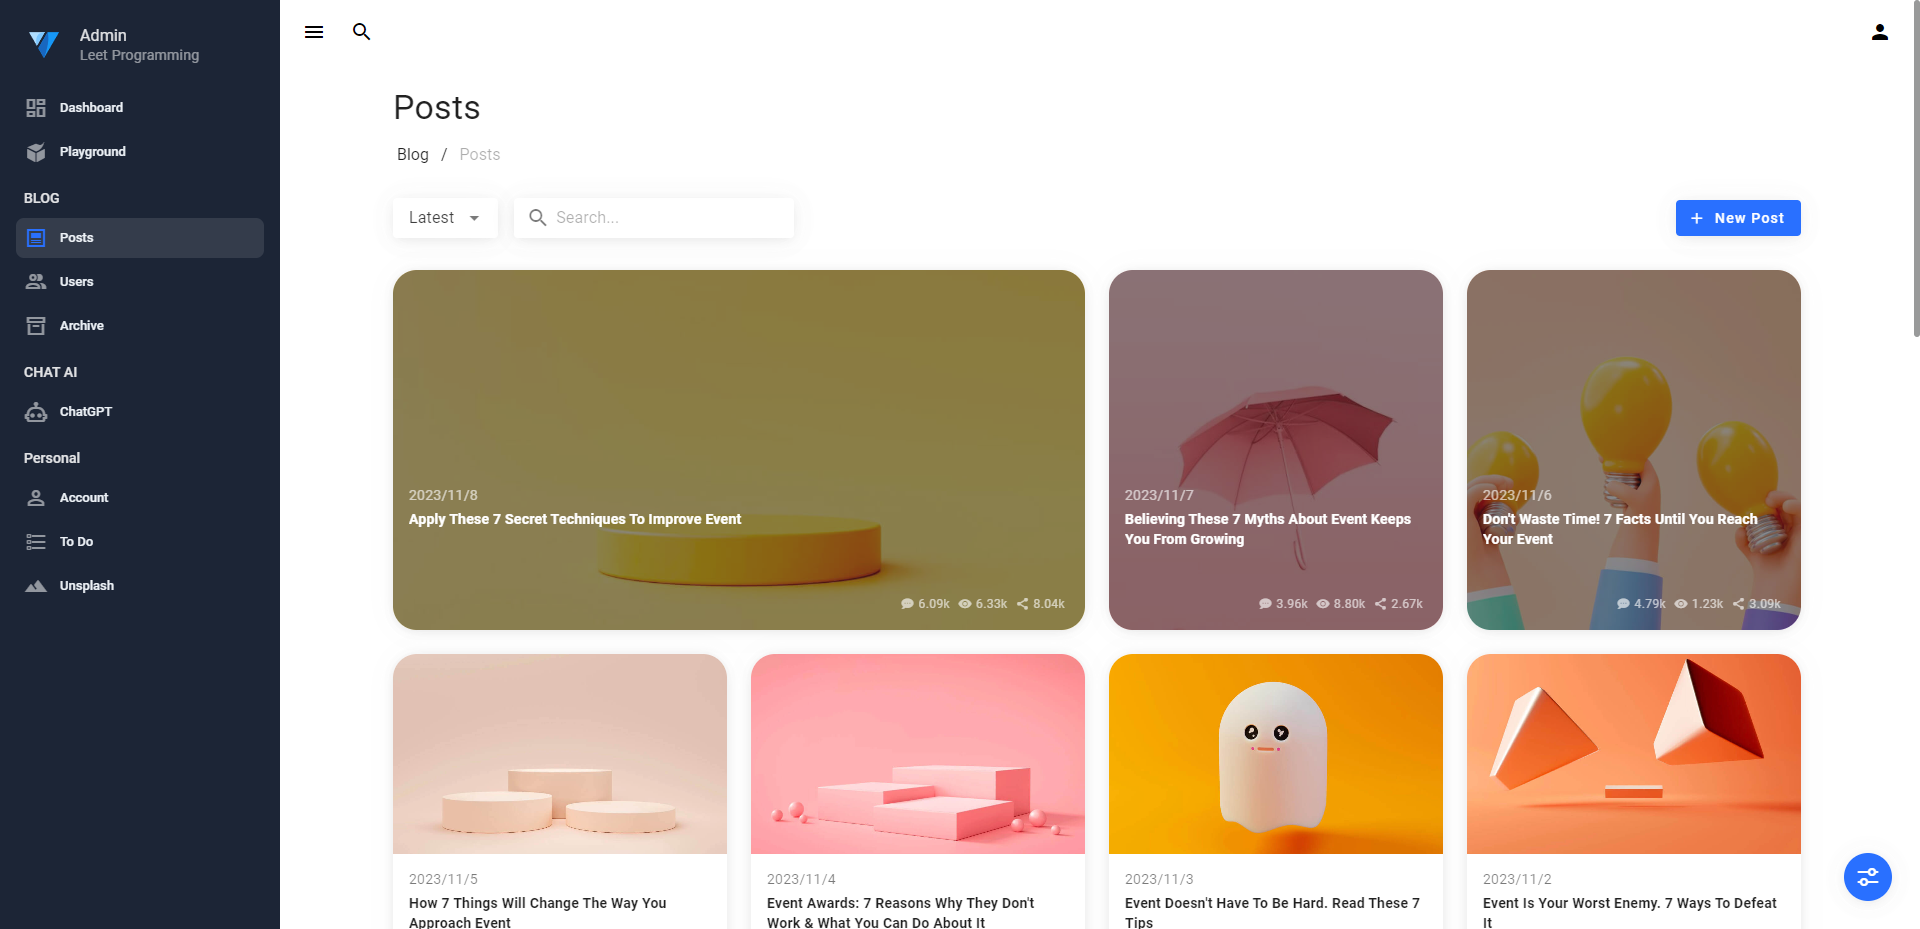 Admin
Leet Programming
Dashboard
Playground
BLOG
Posts
Users
Archive
CHAT AI
ChatGPT
Personal
Account
To Do
Unsplash
Posts
Blog / Posts
Latest
Search...
New Post
2023/11/8
Apply These 7 Secret Techniques To Improve Event
6.09k 6.33k 8.04k
2023/11/7
Believing These 7 Myths About Event Keeps
You From Growing
3.96k 8.80k 2.67k
2023/11/6
Don't Waste Time! 7 Facts Until You Reach
Your Event
4.79k 1.23k 3.09k
2023/11/5
How 7 Things Will Change The Way You
Approach Event
2023/11/4
Event Awards: 7 Reasons Why They Don't
Work & What You Can Do About It
2023/11/3
Event Doesn't Have To Be Hard. Read These 7
Tips
2023/11/2
Event Is Your Worst Enemy. 7 Ways To Defeat
It